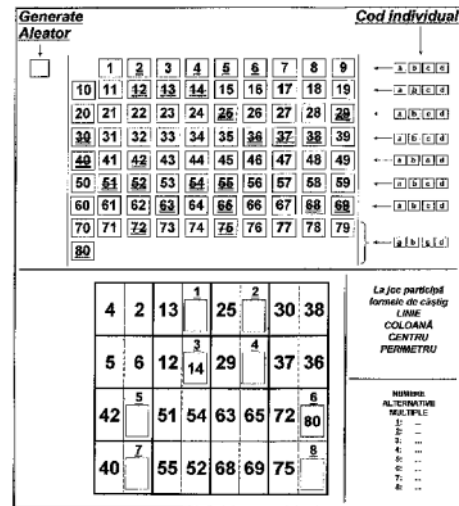 Generate
Aleator
Cod individual
1 2 3 4 5 6 7 8 9
10 11 12 13 14 15 16 17 18 19
20 21 22 23 24 25 26 27 28 29
30 31 32 33 34 35 36 37 38 39
40 41 42 43 44 45 46 47 48 49
50 51 52 53 54 55 56 57 58 59
60 61 62 63 64 65 66 67 68 69
70 71 72 73 74 75 76 77 78 79
80
a b c d
a b c d
a b c d
a b c d
a b c d
a b c d
a b c d
a b c d
1 2
4 2 13 25 30 38
3 4
5 6 12 14 29 37 36
5 6
42 51 54 63 65 72 80
7 8
40 55 52 68 69 75
La joc participă
formele de câștig
LINIE
COLOANĂ
CENTRU
PERIMETRU
NUMERE
ALTERNATIVE
MULTIPLE
1: ...
2: ...
3: ...
4: ...
5: ...
6: ...
7: ...
8: ...